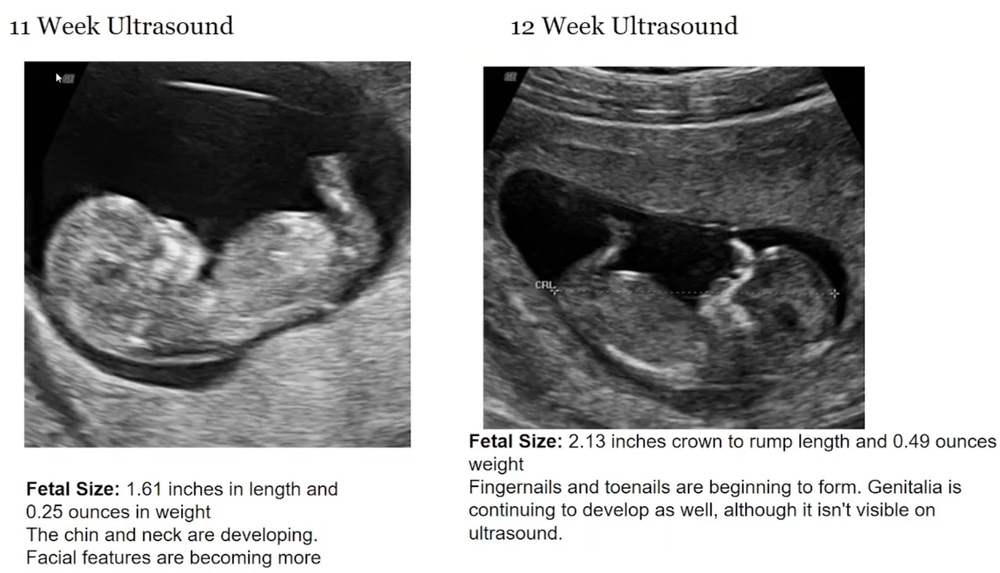 11 Week Ultrasound
GE
Fetal Size: 1.61 inches in length and
0.25 ounces in weight
The chin and neck are developing.
Facial features are becoming more
12 Week Ultrasound
GE
CRL
Fetal Size: 2.13 inches crown to rump length and 0.49 ounces
weight
Fingernails and toenails are beginning to form. Genitalia is
continuing to develop as well, although it isn't visible on
ultrasound.